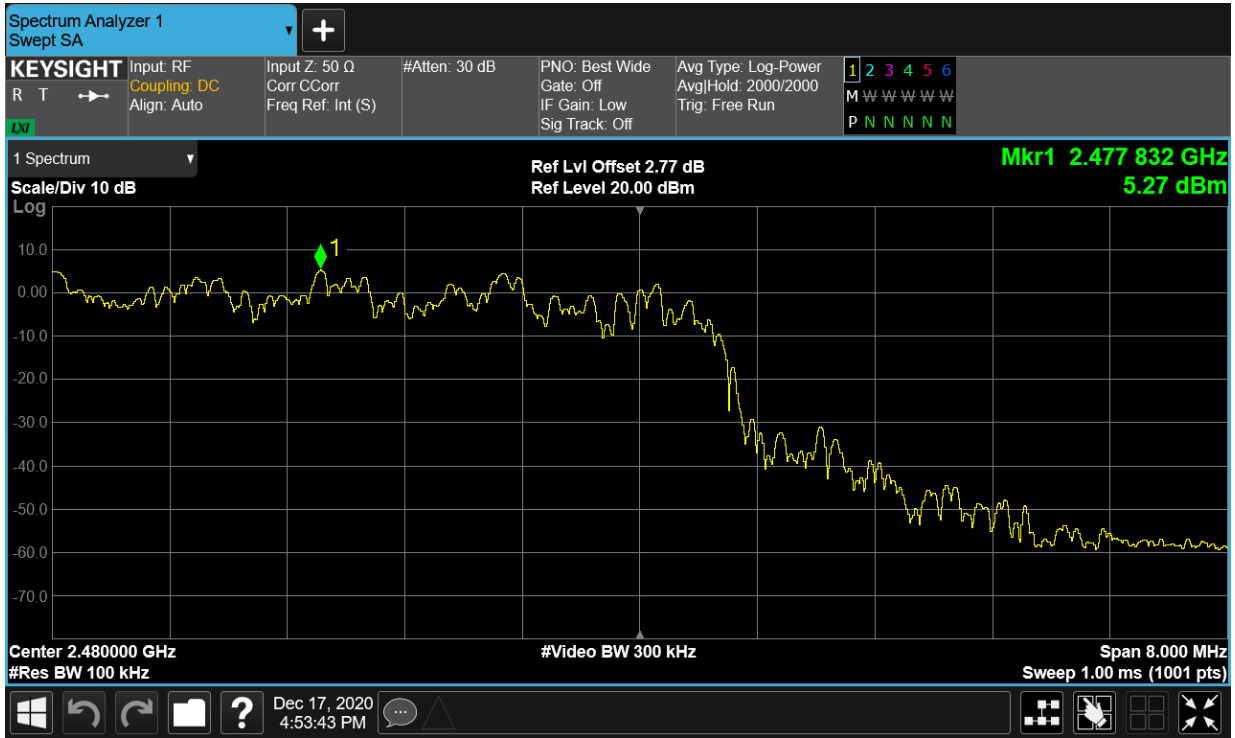 Spectrum Analyzer 1
Swept SA
KEYSIGHT
R T
LXI
Input: RF
Coupling: DC
Align: Auto
Input Z: 50 Ω
Corr CCorr
Freq Ref: Int (S)
#Atten: 30 dB
PNO: Best Wide
Gate: Off
IF Gain: Low
Sig Track: Off
Avg Type: Log-Power
Avg|Hold: 2000/2000
Trig: Free Run
1 2 3 4 5 6
M W W W W W
P N N N N N
1 Spectrum
Scale/Div 10 dB
Log
Ref Lvl Offset 2.77 dB
Ref Level 20.00 dBm
Mkr1 2.477 832 GHz
5.27 dBm
1
10.0
0.00
-10.0
-20.0
-30.0
-40.0
-50.0
-60.0
-70.0
Center 2.480000 GHz
#Res BW 100 kHz
#Video BW 300 kHz
Span 8.000 MHz
Sweep 1.00 ms (1001 pts)
?
Dec 17, 2020
4:53:43 PM